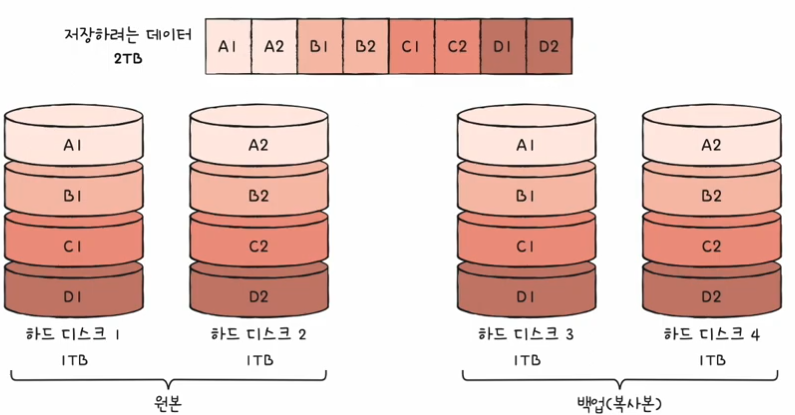 저장하려는 데이터
2TB
A1 A2 B1 B2 C1 C2 D1 D2
A1 A2 A1 A2
B1 B2 B1 B2
C1 C2 C1 C2
D1 D2 D1 D2
하드 디스크 1 하드 디스크 2 하드 디스크 3 하드 디스크 4
1TB 1TB 1TB 1TB
원본 백업(복사본)